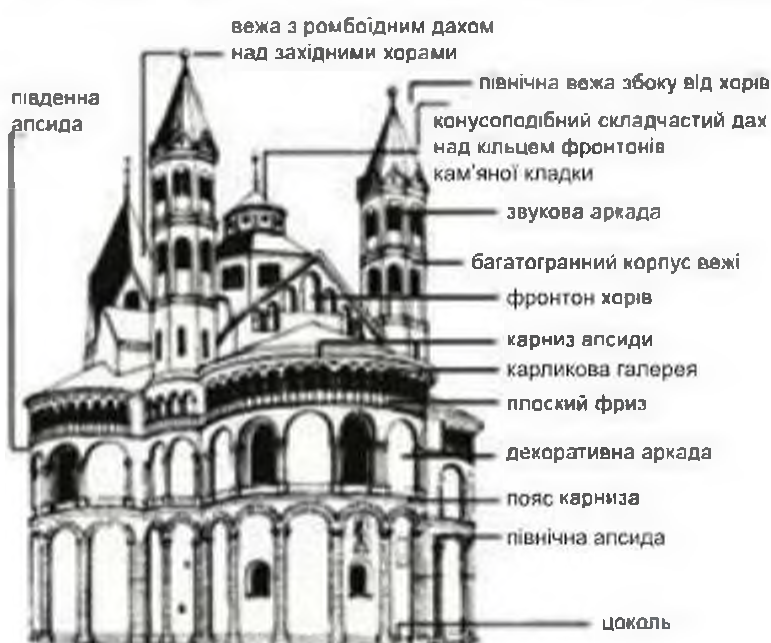 вежа з ромбоїдним дахом
над західними хорами
південна
апсида
північна вежа збоку від хорів
конусоподібний складчастий дах
над кільцем фронтонів
кам'яної кладки
звукова аркада
багатогранний корпус вежі
фронтон хорів
карниз апсиди
карликова галерея
плоский фриз
декоративна аркада
пояс карниза
північна апсида
цоколь